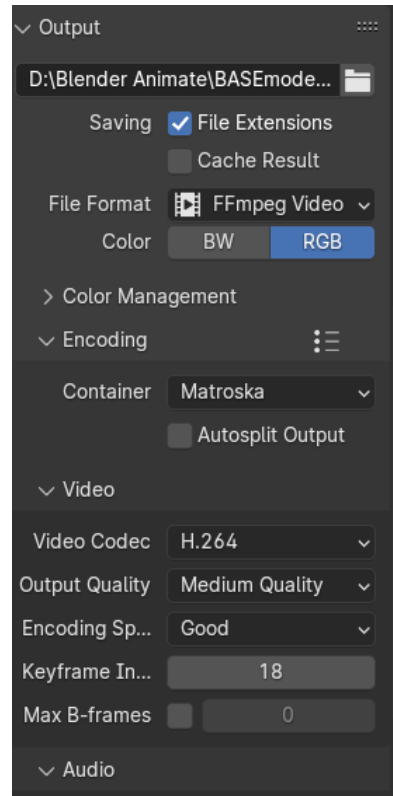 Output
D:\Blender Animate\BASEmode...
Saving File Extensions
Cache Result
File Format FFmpeg Video
Color BW RGB
Color Management
Encoding
Container Matroska
Autosplit Output
Video
Video Codec H.264
Output Quality Medium Quality
Encoding Sp... Good
Keyframe In... 18
Max B-frames 0
Audio